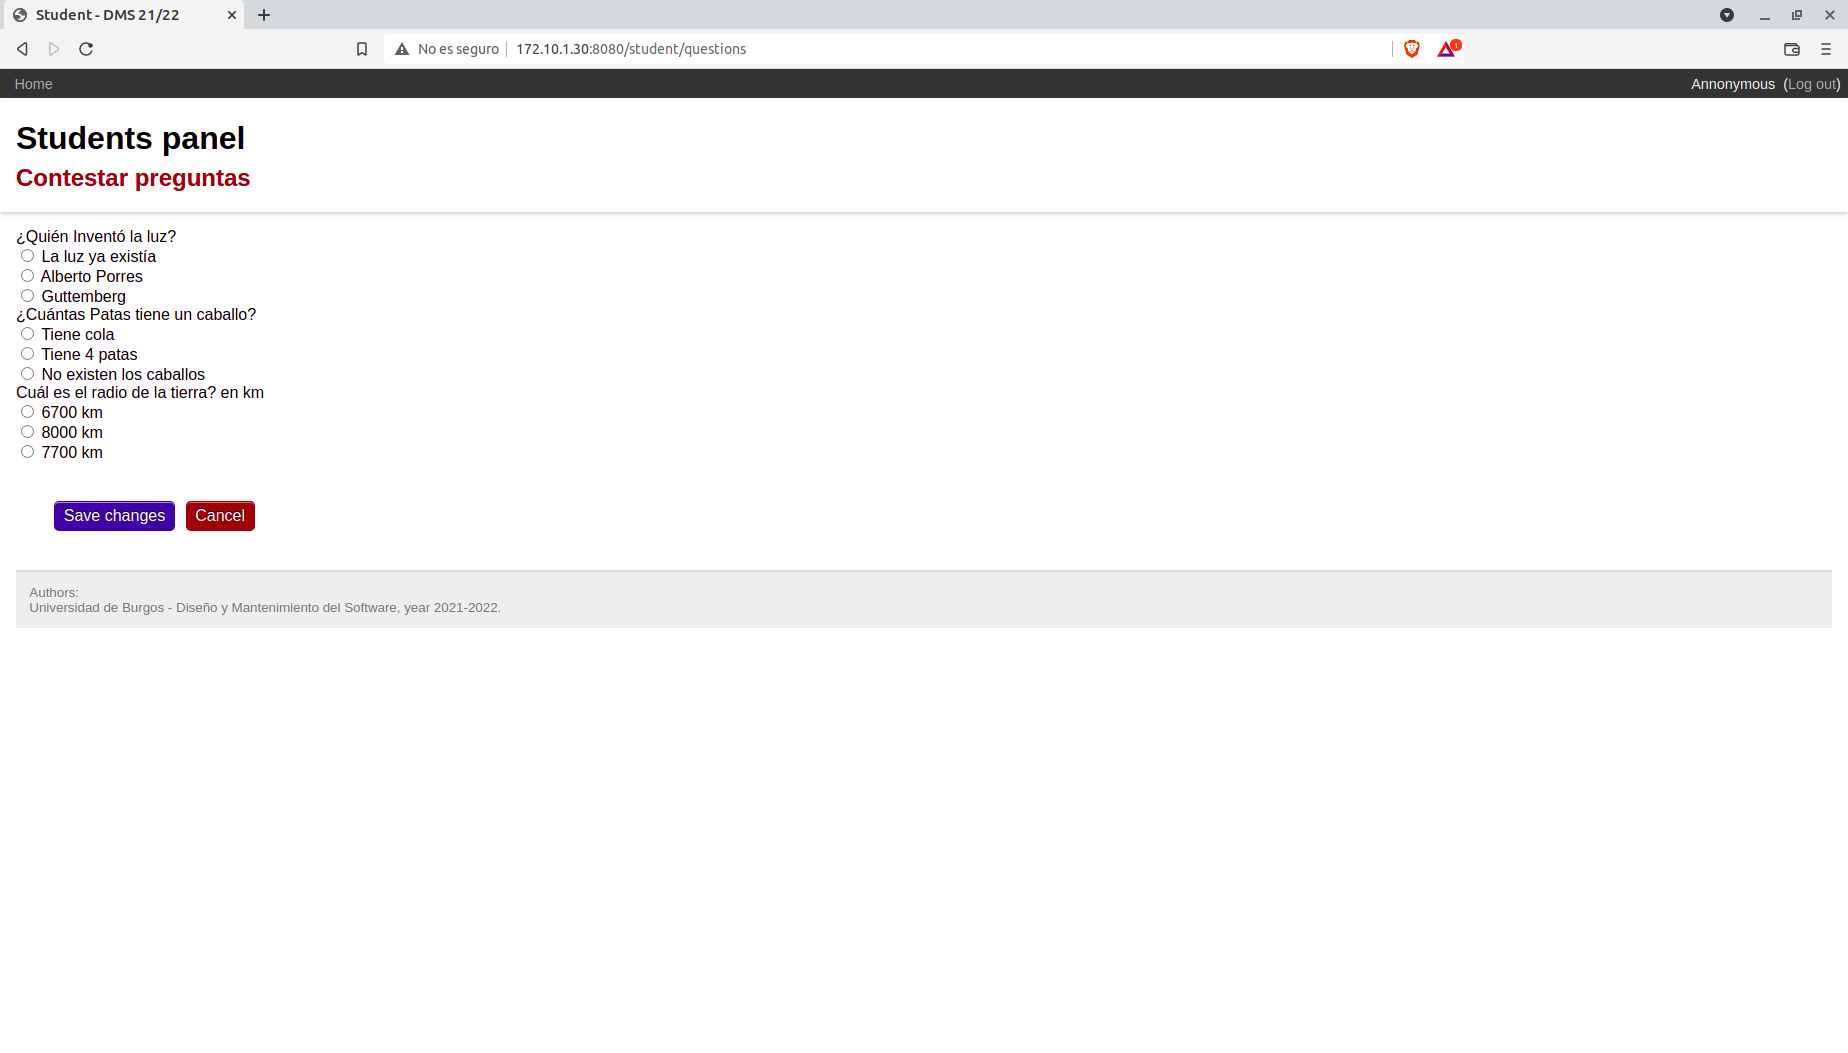 Student - DMS 21/22
No es seguro 172.10.1.30:8080/student/questions
1
Home
Annonymous (Log out)
Students panel
Contestar preguntas
¿Quién Inventó la luz?
La luz ya existía
Alberto Porres
Guttemberg
¿Cuántas Patas tiene un caballo?
Tiene cola
Tiene 4 patas
No existen los caballos
Cuál es el radio de la tierra? en km
6700 km
8000 km
7700 km
Save changes Cancel
Authors:
Universidad de Burgos - Diseño y Mantenimiento del Software, year 2021-2022.